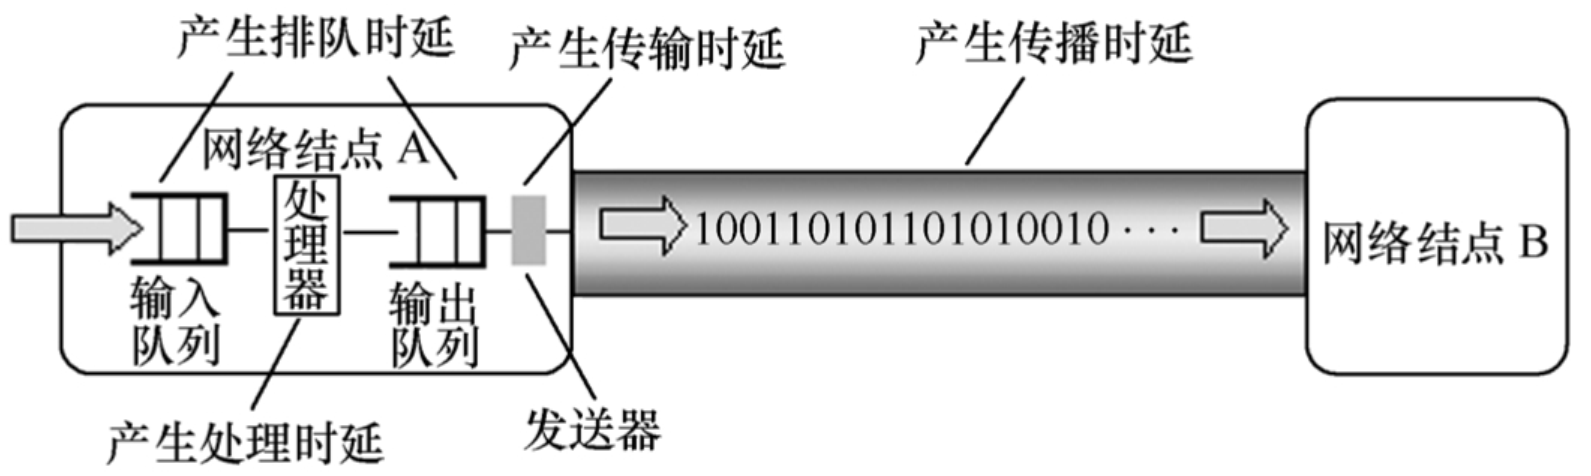 产生排队时延
产生传输时延
产生传播时延
网络结点 A
处
理
器
100110101101010010 · · ·
网络结点 B
输入
队列
输出
队列
产生处理时延
发送器